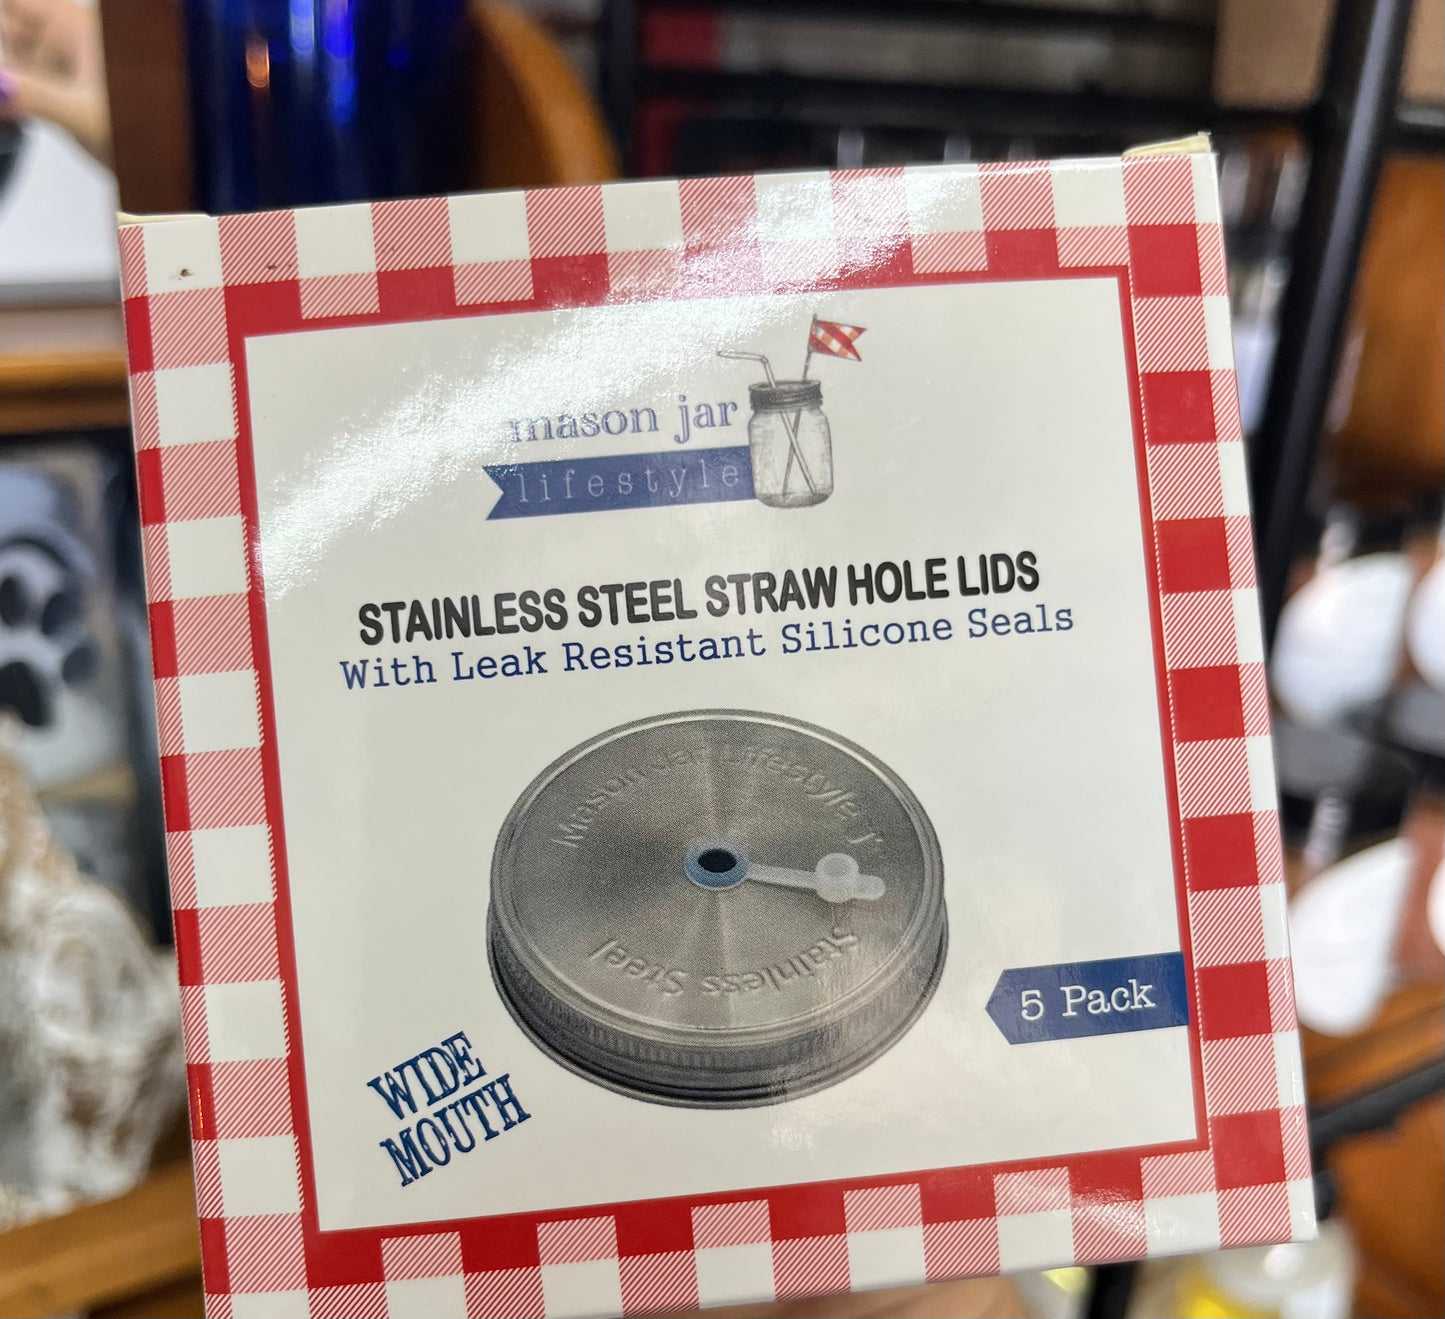 mason jar
lifestyle
STAINLESS STEEL STRAW HOLE LIDS
With Leak Resistant Silicone Seals
Mason Jar Lifestyle
Stainless Steel
5 Pack
WIDE
MOUTH